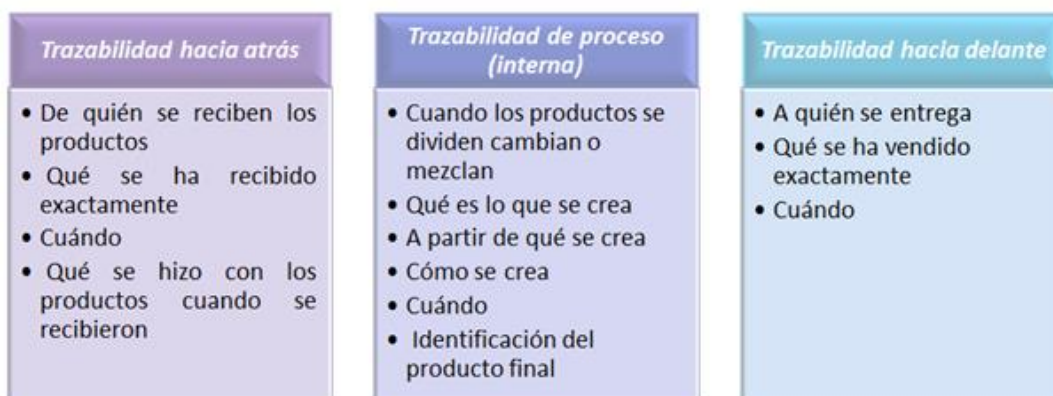 Trazabilidad hacia atrás
• De quién se reciben los
productos
• Qué se ha recibido
exactamente
• Cuándo
• Qué se hizo con los
productos cuando se
recibieron
Trazabilidad de proceso
(interna)
• Cuando los productos se
dividen cambian o
mezclan
• Qué es lo que se crea
• A partir de qué se crea
• Cómo se crea
• Cuándo
• Identificación del
producto final
Trazabilidad hacia delante
• A quién se entrega
• Qué se ha vendido
exactamente
• Cuándo